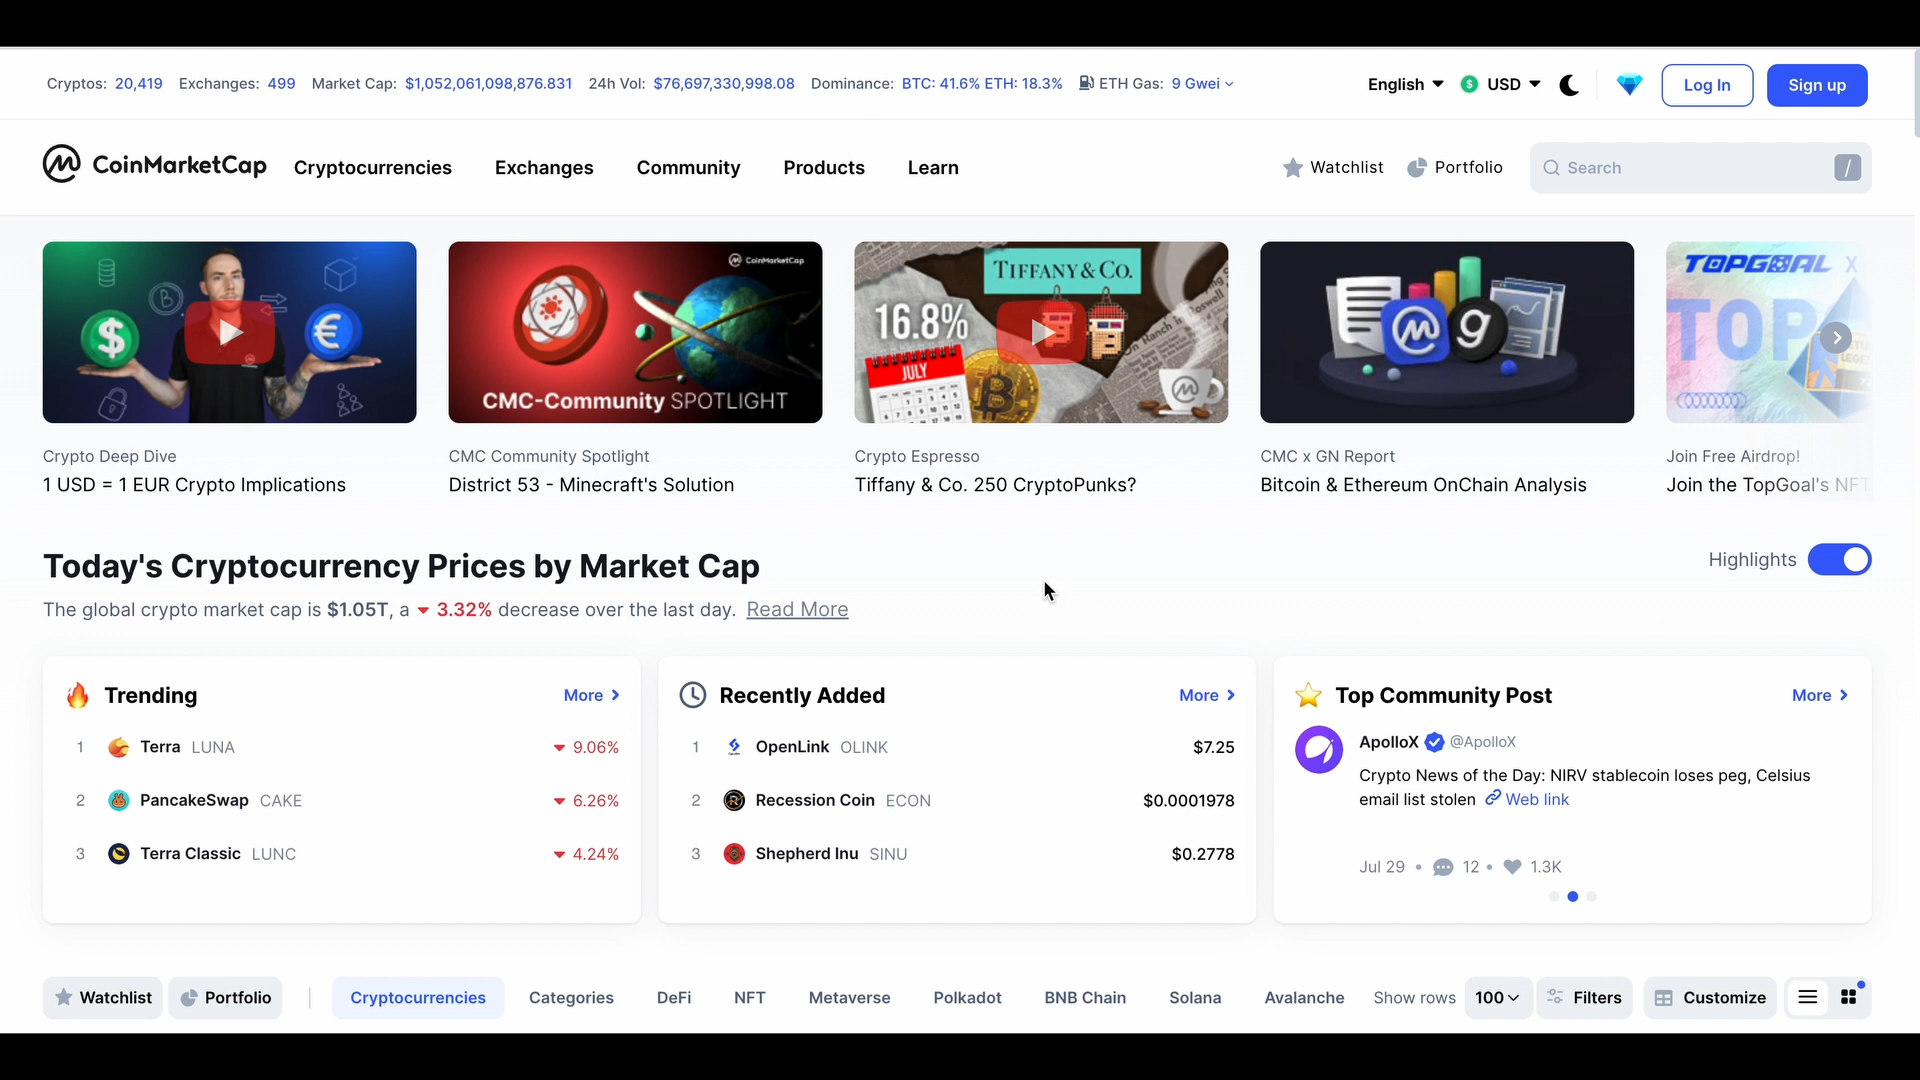 Cryptos: 20,419 Exchanges: 499 Market Cap: $1,052,061,098,876.831 24h Vol: $76,697,330,998.08 Dominance: BTC: 41.6% ETH: 18.3% ETH Gas: 9 Gwei English $ USD Log In Sign up
CoinMarketCap Cryptocurrencies Exchanges Community Products Learn Watchlist Portfolio Search /
$ €
CoinMarketCap
CMC-Community SPOTLIGHT
TIFFANY & CO.
16.8%
JULY
TOPGOAL X
TOP
Crypto Deep Dive
1 USD = 1 EUR Crypto Implications
CMC Community Spotlight
District 53 - Minecraft's Solution
Crypto Espresso
Tiffany & Co. 250 CryptoPunks?
CMC x GN Report
Bitcoin & Ethereum OnChain Analysis
Join Free Airdrop!
Join the TopGoal's NFT
Today's Cryptocurrency Prices by Market Cap
Highlights
The global crypto market cap is $1.05T, a 3.32% decrease over the last day. Read More
Trending More
1 Terra LUNA 9.06%
2 PancakeSwap CAKE 6.26%
3 Terra Classic LUNC 4.24%
Recently Added More
1 OpenLink OLINK $7.25
2 Recession Coin ECON $0.0001978
3 Shepherd Inu SINU $0.2778
Top Community Post More
ApolloX @ApolloX
Crypto News of the Day: NIRV stablecoin loses peg, Celsius
email list stolen Web link
Jul 29 • 12 • 1.3K
Watchlist Portfolio Cryptocurrencies Categories DeFi NFT Metaverse Polkadot BNB Chain Solana Avalanche Show rows 100 Filters Customize